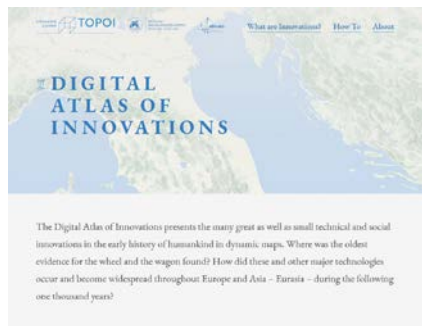 TOPOI
What are Innovations?
How To
About
DIGITAL
ATLAS OF
INNOVATIONS
The Digital Atlas of Innovations presents the many great as well as small technical and social
innovations in the early history of humankind in dynamic maps. Where was the oldest
evidence for the wheel and the wagon found? How did these and other major technologies
occur and become widespread throughout Europe and Asia – Eurasia – during the following
one thousand years?